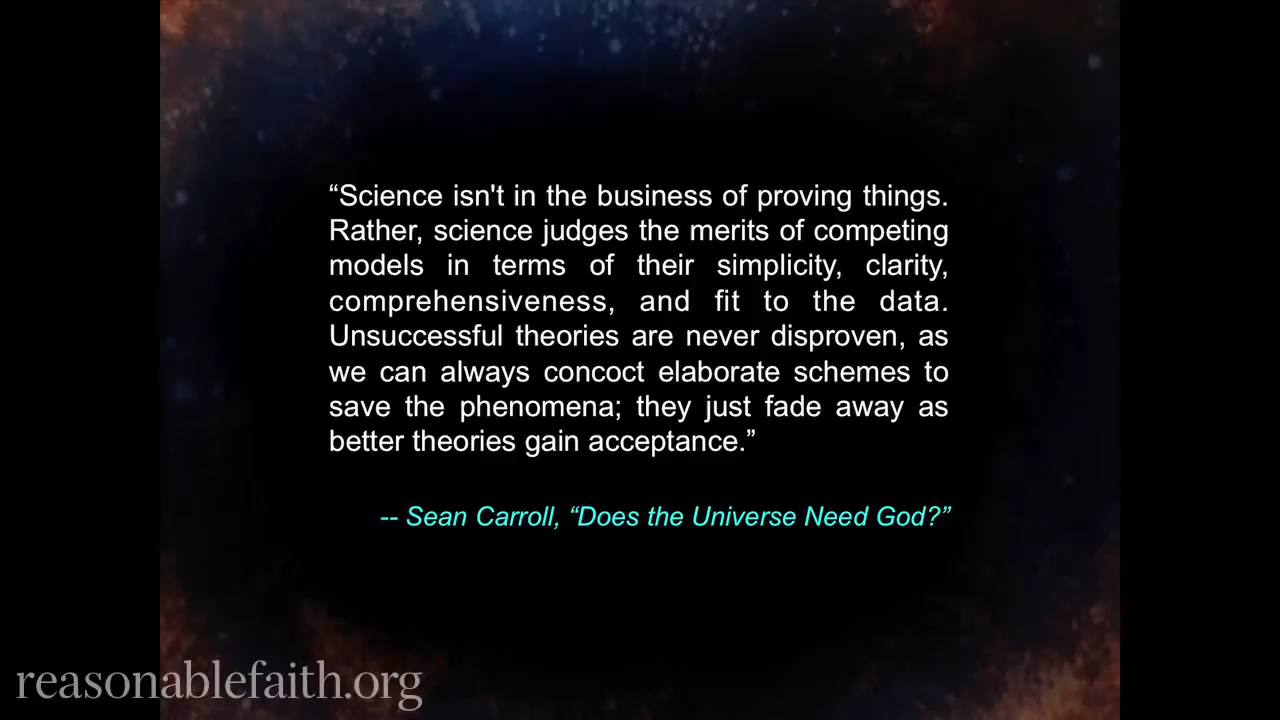 “Science isn't in the business of proving things.
Rather, science judges the merits of competing
models in terms of their simplicity, clarity,
comprehensiveness, and fit to the data.
Unsuccessful theories are never disproven, as
we can always concoct elaborate schemes to
save the phenomena; they just fade away as
better theories gain acceptance.”
-- Sean Carroll, “Does the Universe Need God?”
reasonablefaith.org